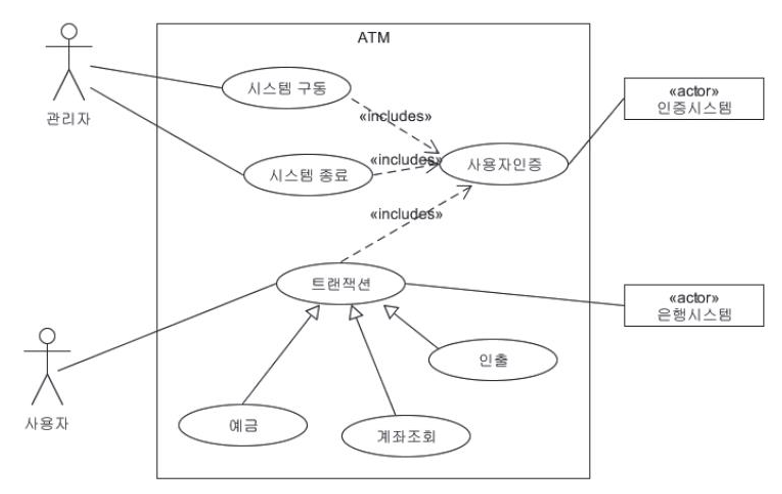 ATM
관리자
시스템 구동
«includes»
«actor»
인증시스템
시스템 종료
«includes»
사용자인증
«includes»
트랜잭션
«actor»
은행시스템
사용자
인출
예금
계좌조회